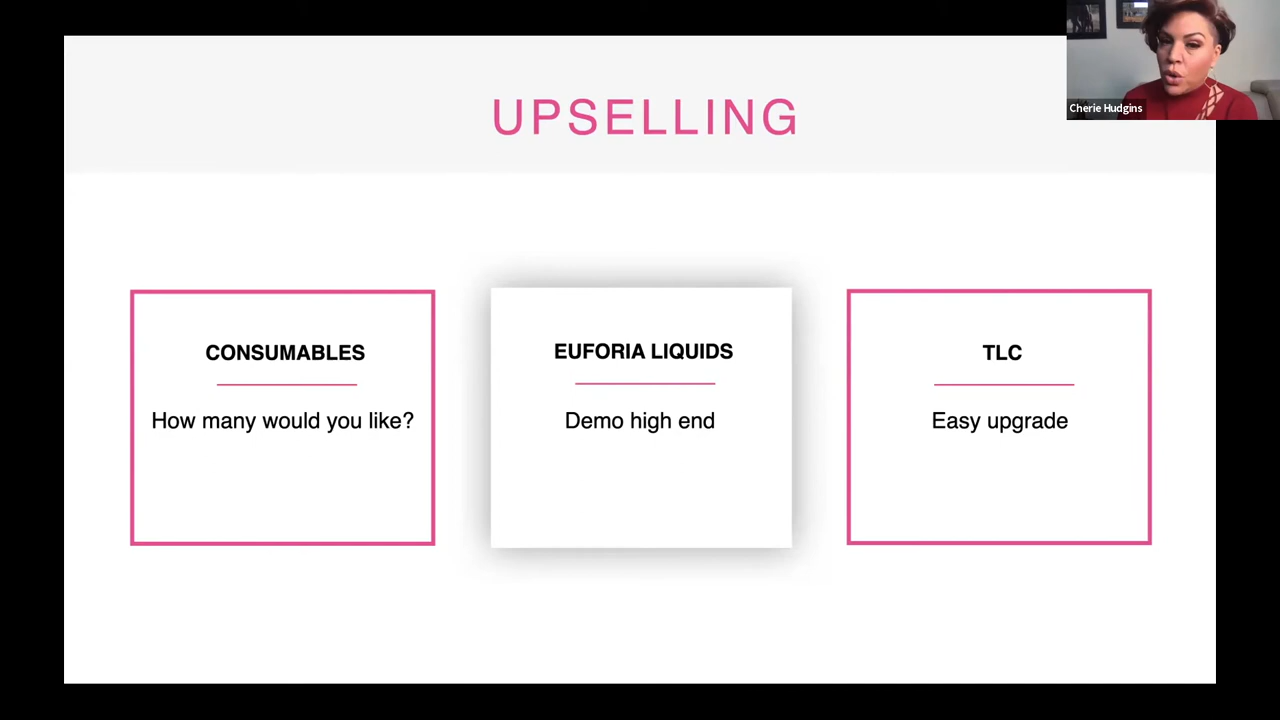 UPSELLING
Cherie Hudgins
CONSUMABLES
How many would you like?
EUFORIA LIQUIDS
Demo high end
TLC
Easy upgrade